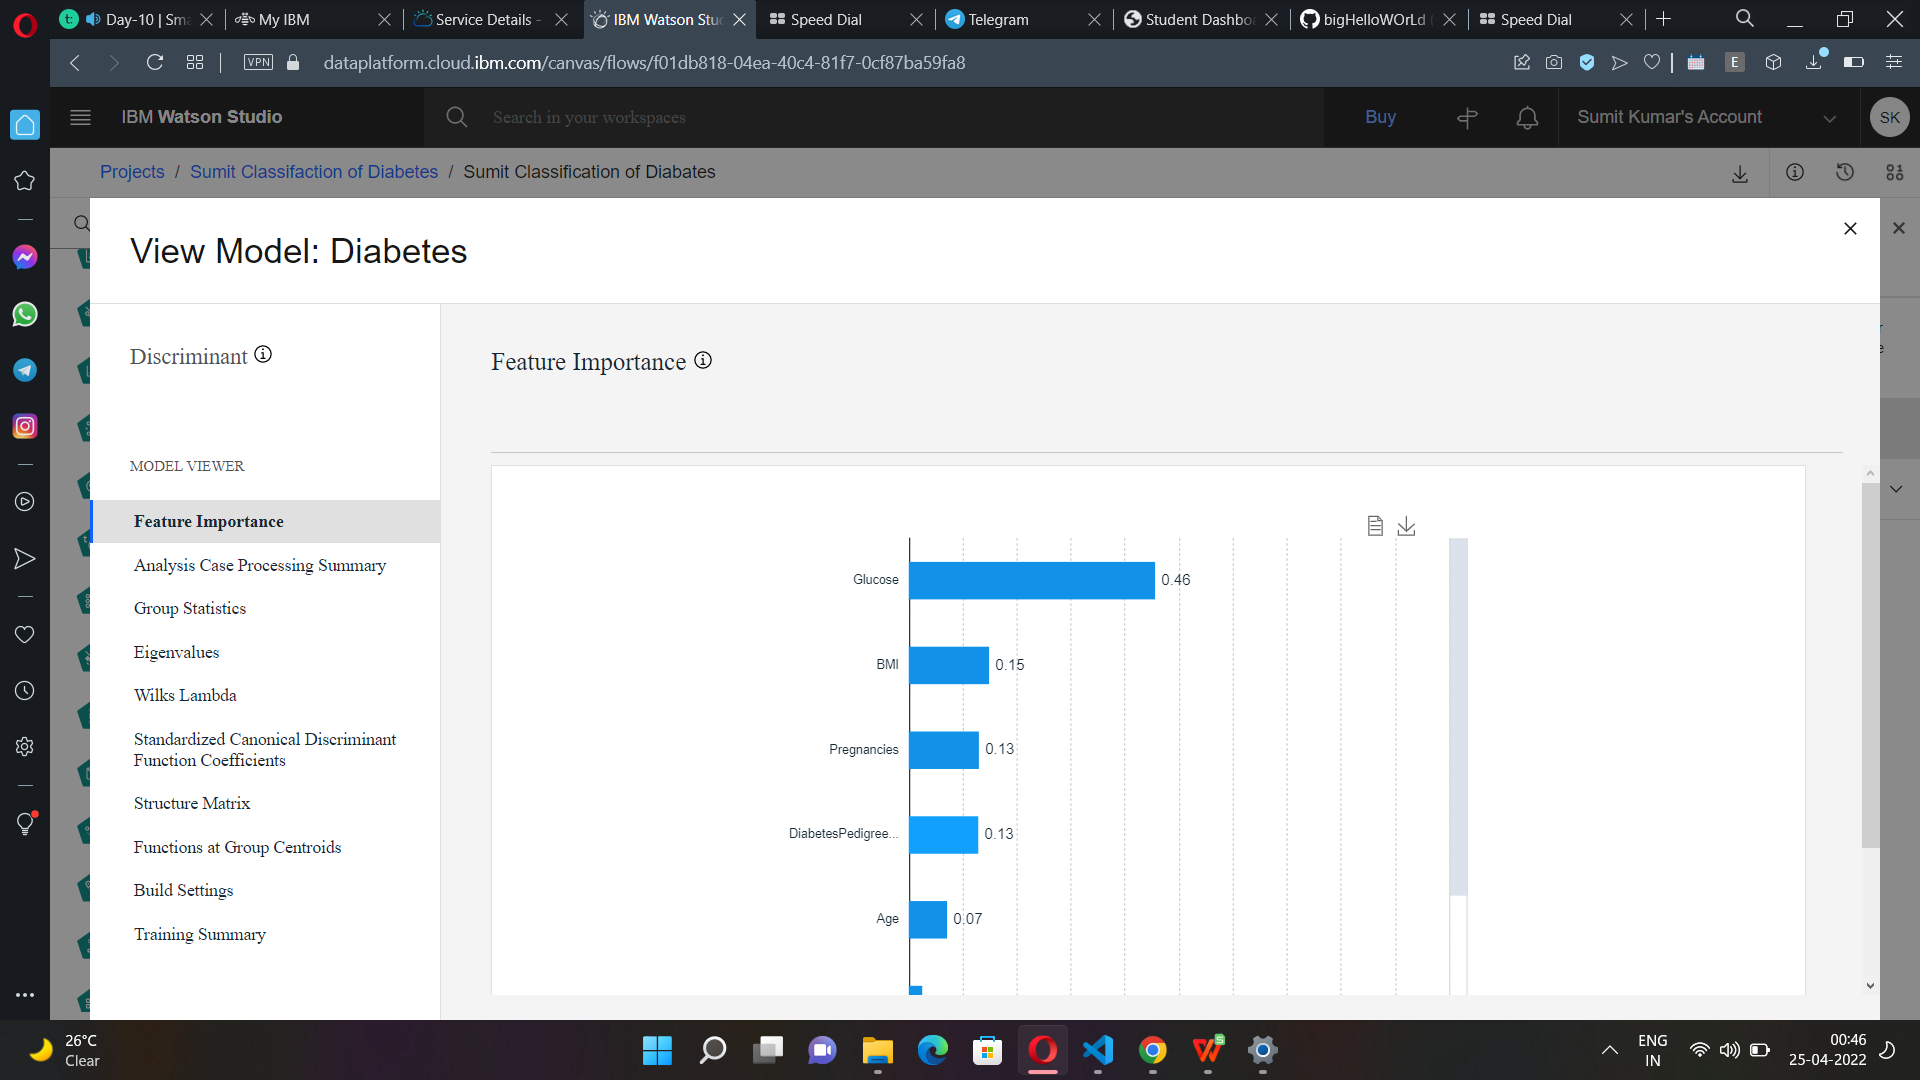 Day-10 | Sma
My IBM
Service Details -
IBM Watson Stu
Speed Dial
Telegram
Student Dashbo
bigHelloWOrLd (
Speed Dial
VPN
dataplatform.cloud.ibm.com/canvas/flows/f01db818-04ea-40c4-81f7-0cf87ba59fa8
E
IBM Watson Studio
Search in your workspaces
Buy
Sumit Kumar's Account
SK
Projects / Sumit Classifaction of Diabetes / Sumit Classification of Diabates
View Model: Diabetes
Discriminant
MODEL VIEWER
Feature Importance
Analysis Case Processing Summary
Group Statistics
Eigenvalues
Wilks Lambda
Standardized Canonical Discriminant
Function Coefficients
Structure Matrix
Functions at Group Centroids
Build Settings
Training Summary
Feature Importance
Glucose 0.46
BMI 0.15
Pregnancies 0.13
DiabetesPedigree... 0.13
Age 0.07
26°C
Clear
ENG
IN
00:46
25-04-2022